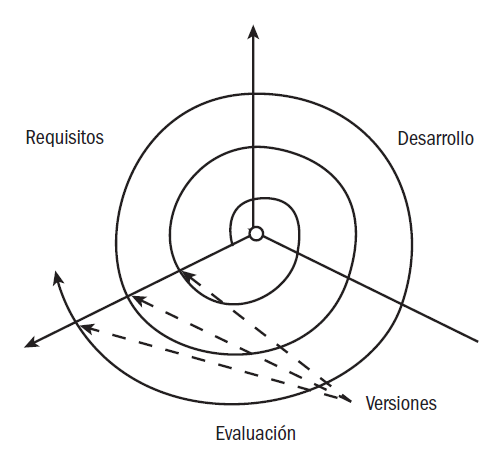 Requisitos
Desarrollo
Versiones
Evaluación